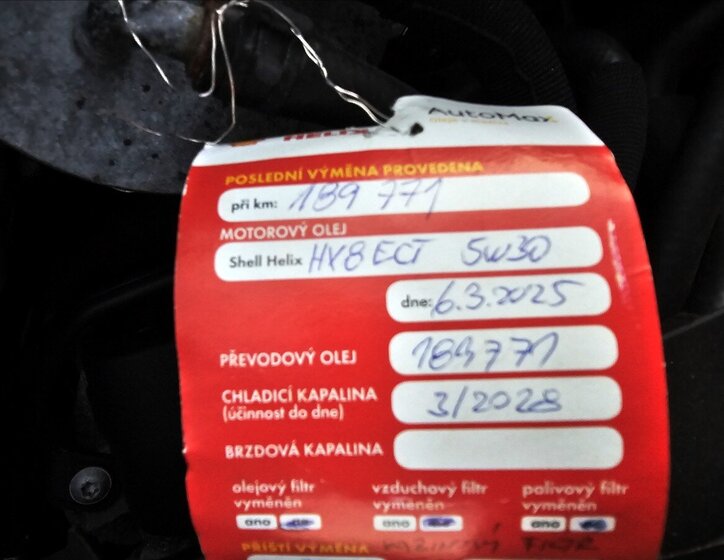 AutoMax
HELIX
POSLEDNÍ VÝMĚNA PROVEDENA
při km: 189 771
MOTOROVÝ OLEJ
Shell Helix HX8 ECT 5W30
dne: 6.3.2025
PŘEVODOVÝ OLEJ 189771
CHLADICÍ KAPALINA 3/2028
(účinnost do dne)
BRZDOVÁ KAPALINA
olejový filtr vzduchový filtr palivový filtr
vyměněn vyměněn vyměněn
ano ano ano
PŘÍŠTÍ VÝMĚNA